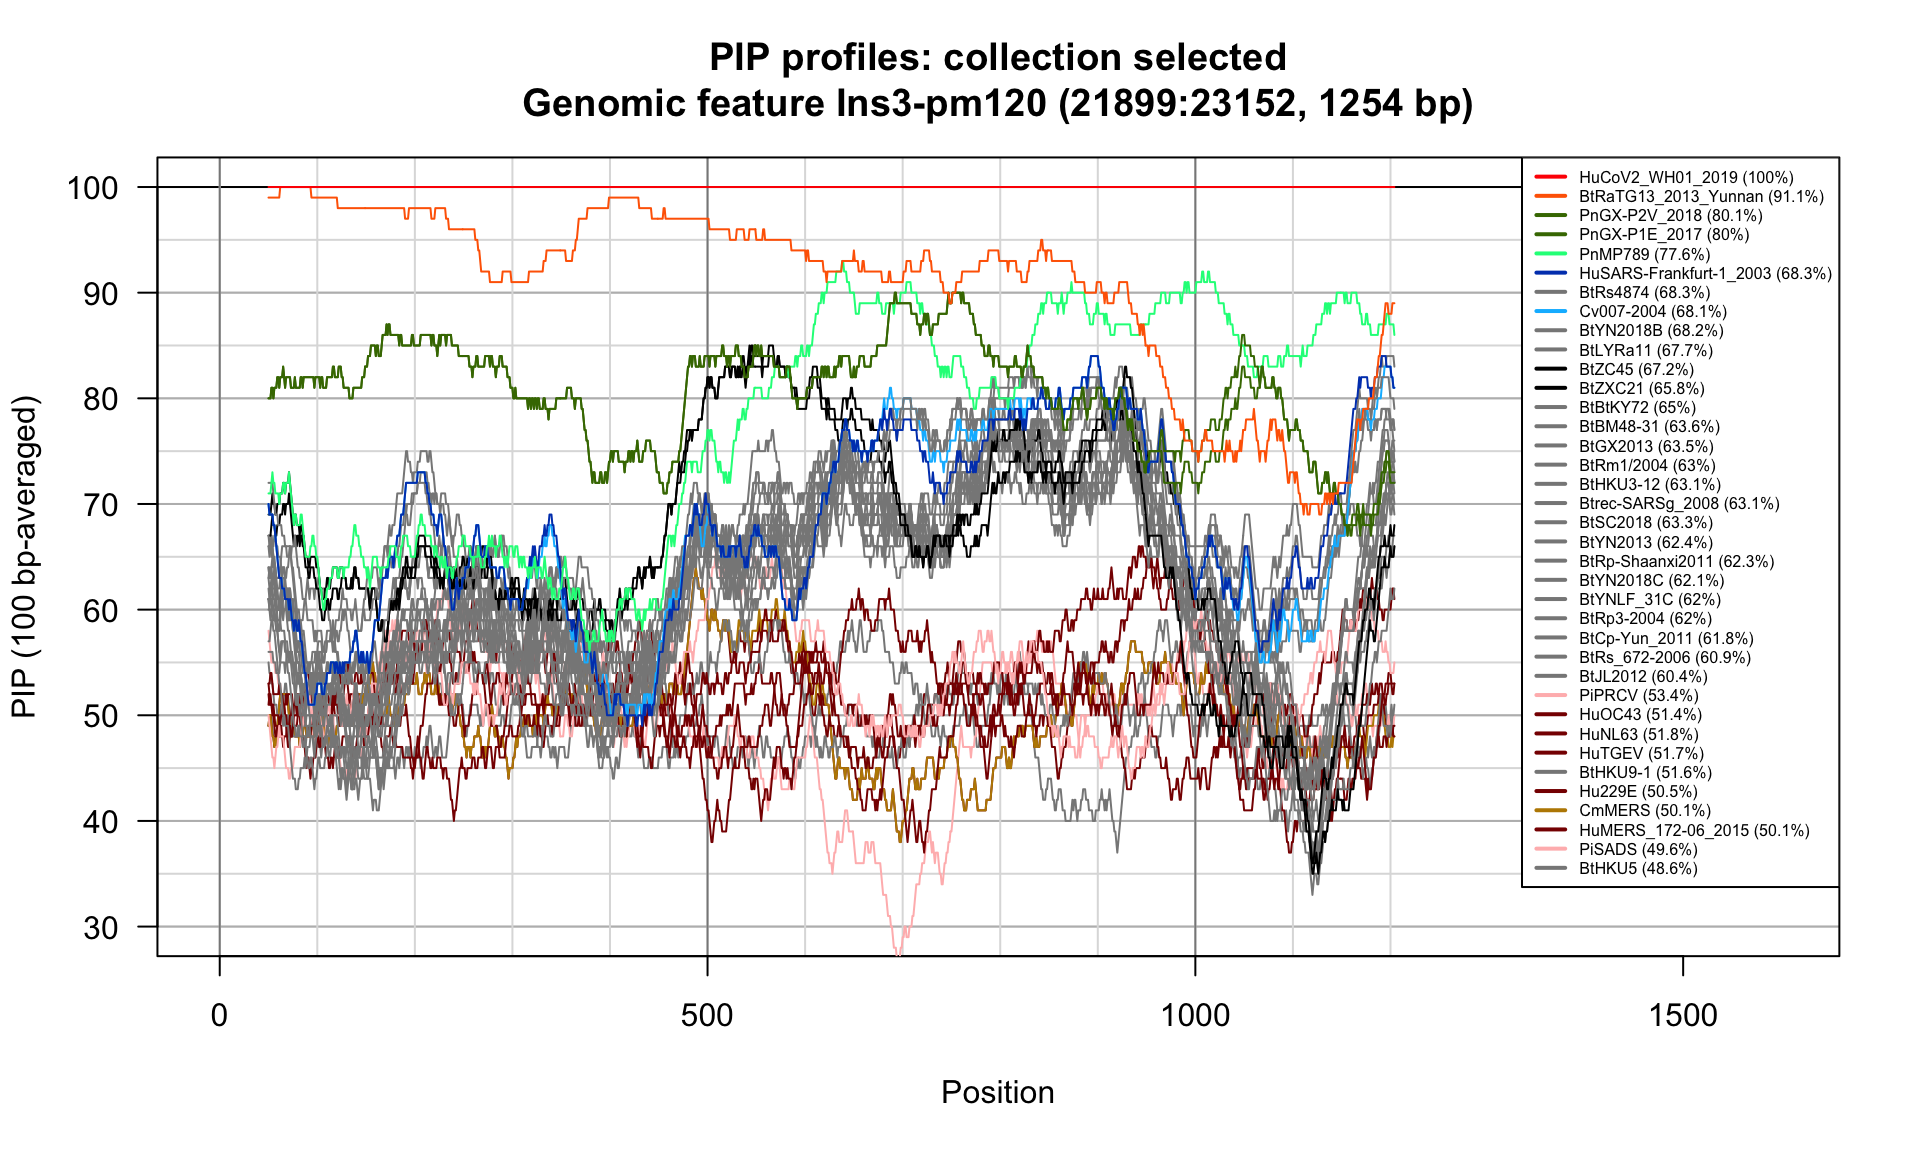 PIP profiles: collection selected
Genomic feature Ins3-pm120 (21899:23152, 1254 bp)
PIP (100 bp-averaged)
100
90
80
70
60
50
40
30
0
500
1000
1500
Position
HuCoV2_WH01_2019 (100%)
BtRaTG13_2013_Yunnan (91.1%)
PnGX-P2V_2018 (80.1%)
PnGX-P1E_2017 (80%)
PnMP789 (77.6%)
HuSARS-Frankfurt-1_2003 (68.3%)
BtRs4874 (68.3%)
Cv007-2004 (68.1%)
BtYN2018B (68.2%)
BtLYRa11 (67.7%)
BtZC45 (67.2%)
BtZXC21 (65.8%)
BtBtKY72 (65%)
BtBM48-31 (63.6%)
BtGX2013 (63.5%)
BtRm1/2004 (63%)
BtHKU3-12 (63.1%)
Btrec-SARSg_2008 (63.1%)
BtSC2018 (63.3%)
BtYN2013 (62.4%)
BtRp-Shaanxi2011 (62.3%)
BtYN2018C (62.1%)
BtYNLF_31C (62%)
BtRp3-2004 (62%)
BtCp-Yun_2011 (61.8%)
BtRs_672-2006 (60.9%)
BtJL2012 (60.4%)
PiPRCV (53.4%)
HuOC43 (51.4%)
HuNL63 (51.8%)
HuTGEV (51.7%)
BtHKU9-1 (51.6%)
Hu229E (50.5%)
CmMERS (50.1%)
HuMERS_172-06_2015 (50.1%)
PiSADS (49.6%)
BtHKU5 (48.6%)